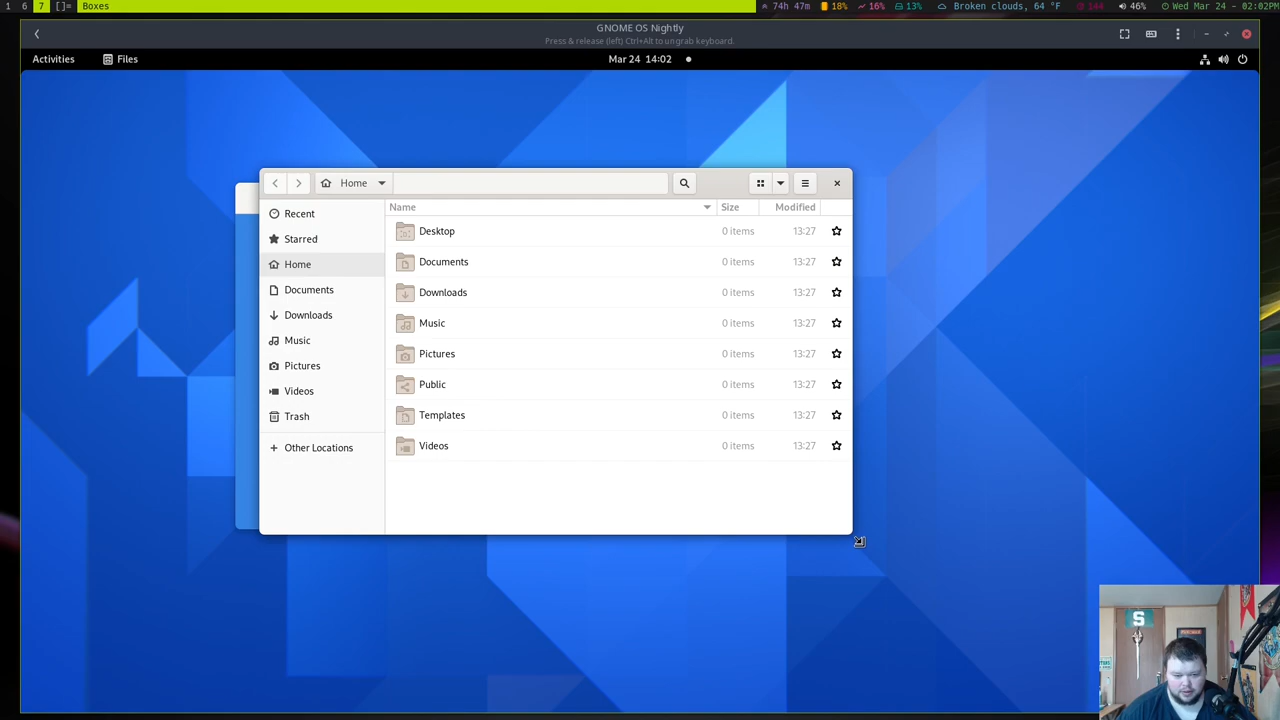 1 6 7 []= Boxes 74h 47m 18% 16% 13% Broken clouds, 64 °F 144 46% Wed Mar 24 - 02:02PM
GNOME OS Nightly
Press & release (left) Ctrl+Alt to ungrab keyboard.
Activities Files Mar 24 14:02
Home
Name Size Modified
Recent
Starred
Home
Documents
Downloads
Music
Pictures
Videos
Trash
Other Locations
Desktop 0 items 13:27
Documents 0 items 13:27
Downloads 0 items 13:27
Music 0 items 13:27
Pictures 0 items 13:27
Public 0 items 13:27
Templates 0 items 13:27
Videos 0 items 13:27
S